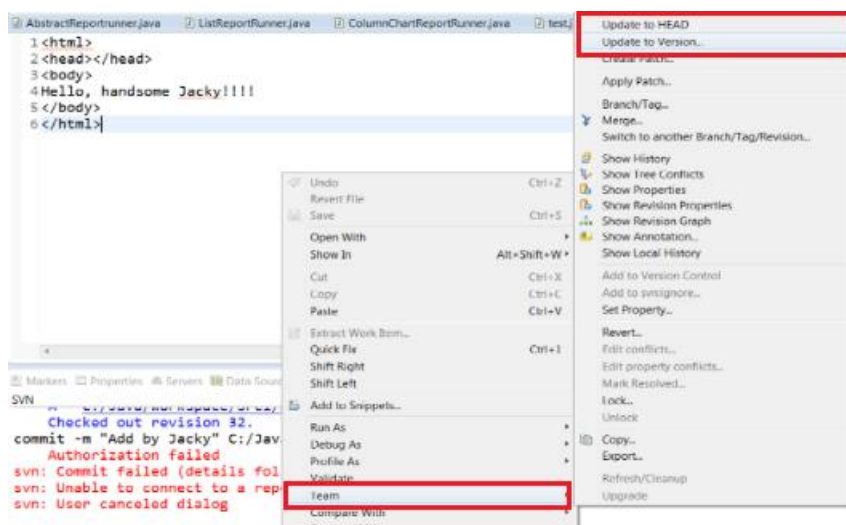 AbstractReportrunner.java ListReportRunner.java ColumnChartReportRunner.java test.j
1 <html>
2 <head></head>
3 <body>
4 Hello, handsome Jacky!!!!
5 </body>
6 </html>
Undo Ctrl+Z
Revert File
Save Ctrl+S
Open With
Show In Alt+Shift+W
Cut Ctrl+X
Copy Ctrl+C
Paste Ctrl+V
Extract Work Item...
Quick Fix Ctrl+1
Shift Right
Shift Left
Add to Snippets...
Run As
Debug As
Profile As
Validate
Team
Compare With
Update to HEAD
Update to Version...
Create Patch...
Apply Patch...
Branch/Tag...
Merge...
Switch to another Branch/Tag/Revision...
Show History
Show Tree Conflicts
Show Properties
Show Revision Properties
Show Revision Graph
Show Annotation...
Show Local History
Add to Version Control
Add to svn:ignore...
Set Property...
Revert...
Edit conflicts...
Edit property conflicts...
Mark Resolved...
Lock...
Unlock
Copy...
Export...
Refresh/Cleanup
Upgrade
Markers Properties Servers Data Sour
SVN
Checked out revision 32.
commit -m "Add by Jacky" C:/Jav
Authorization failed
svn: Commit failed (details fol
svn: Unable to connect to a rep
svn: User canceled dialog